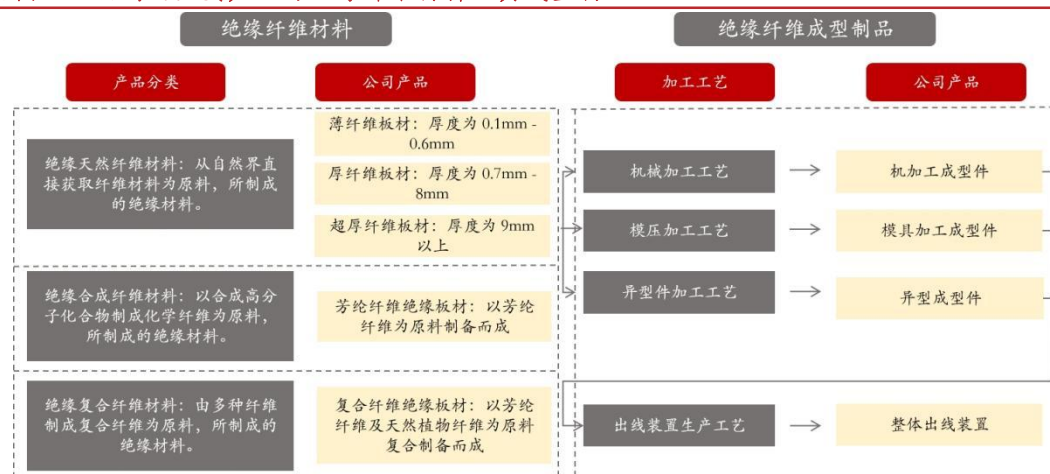 绝缘纤维材料
绝缘纤维成型制品
产品分类
公司产品
加工工艺
公司产品
绝缘天然纤维材料：从自然界直
接获取纤维材料为原料，所制成
的绝缘材料。
薄纤维板材：厚度为 0.1mm -
0.6mm
厚纤维板材：厚度为 0.7mm -
8mm
超厚纤维板材：厚度为 9mm
以上
机械加工工艺
机加工成型件
模压加工工艺
模具加工成型件
异型件加工工艺
异型成型件
绝缘合成纤维材料：以合成高分
子化合物制成化学纤维为原料，
所制成的绝缘材料。
芳纶纤维绝缘板材：以芳纶
纤维为原料制备而成
绝缘复合纤维材料：由多种纤维
制成复合纤维为原料，所制成的
绝缘材料。
复合纤维绝缘板材：以芳纶
纤维及天然植物纤维为原料
复合制备而成
出线装置生产工艺
整体出线装置